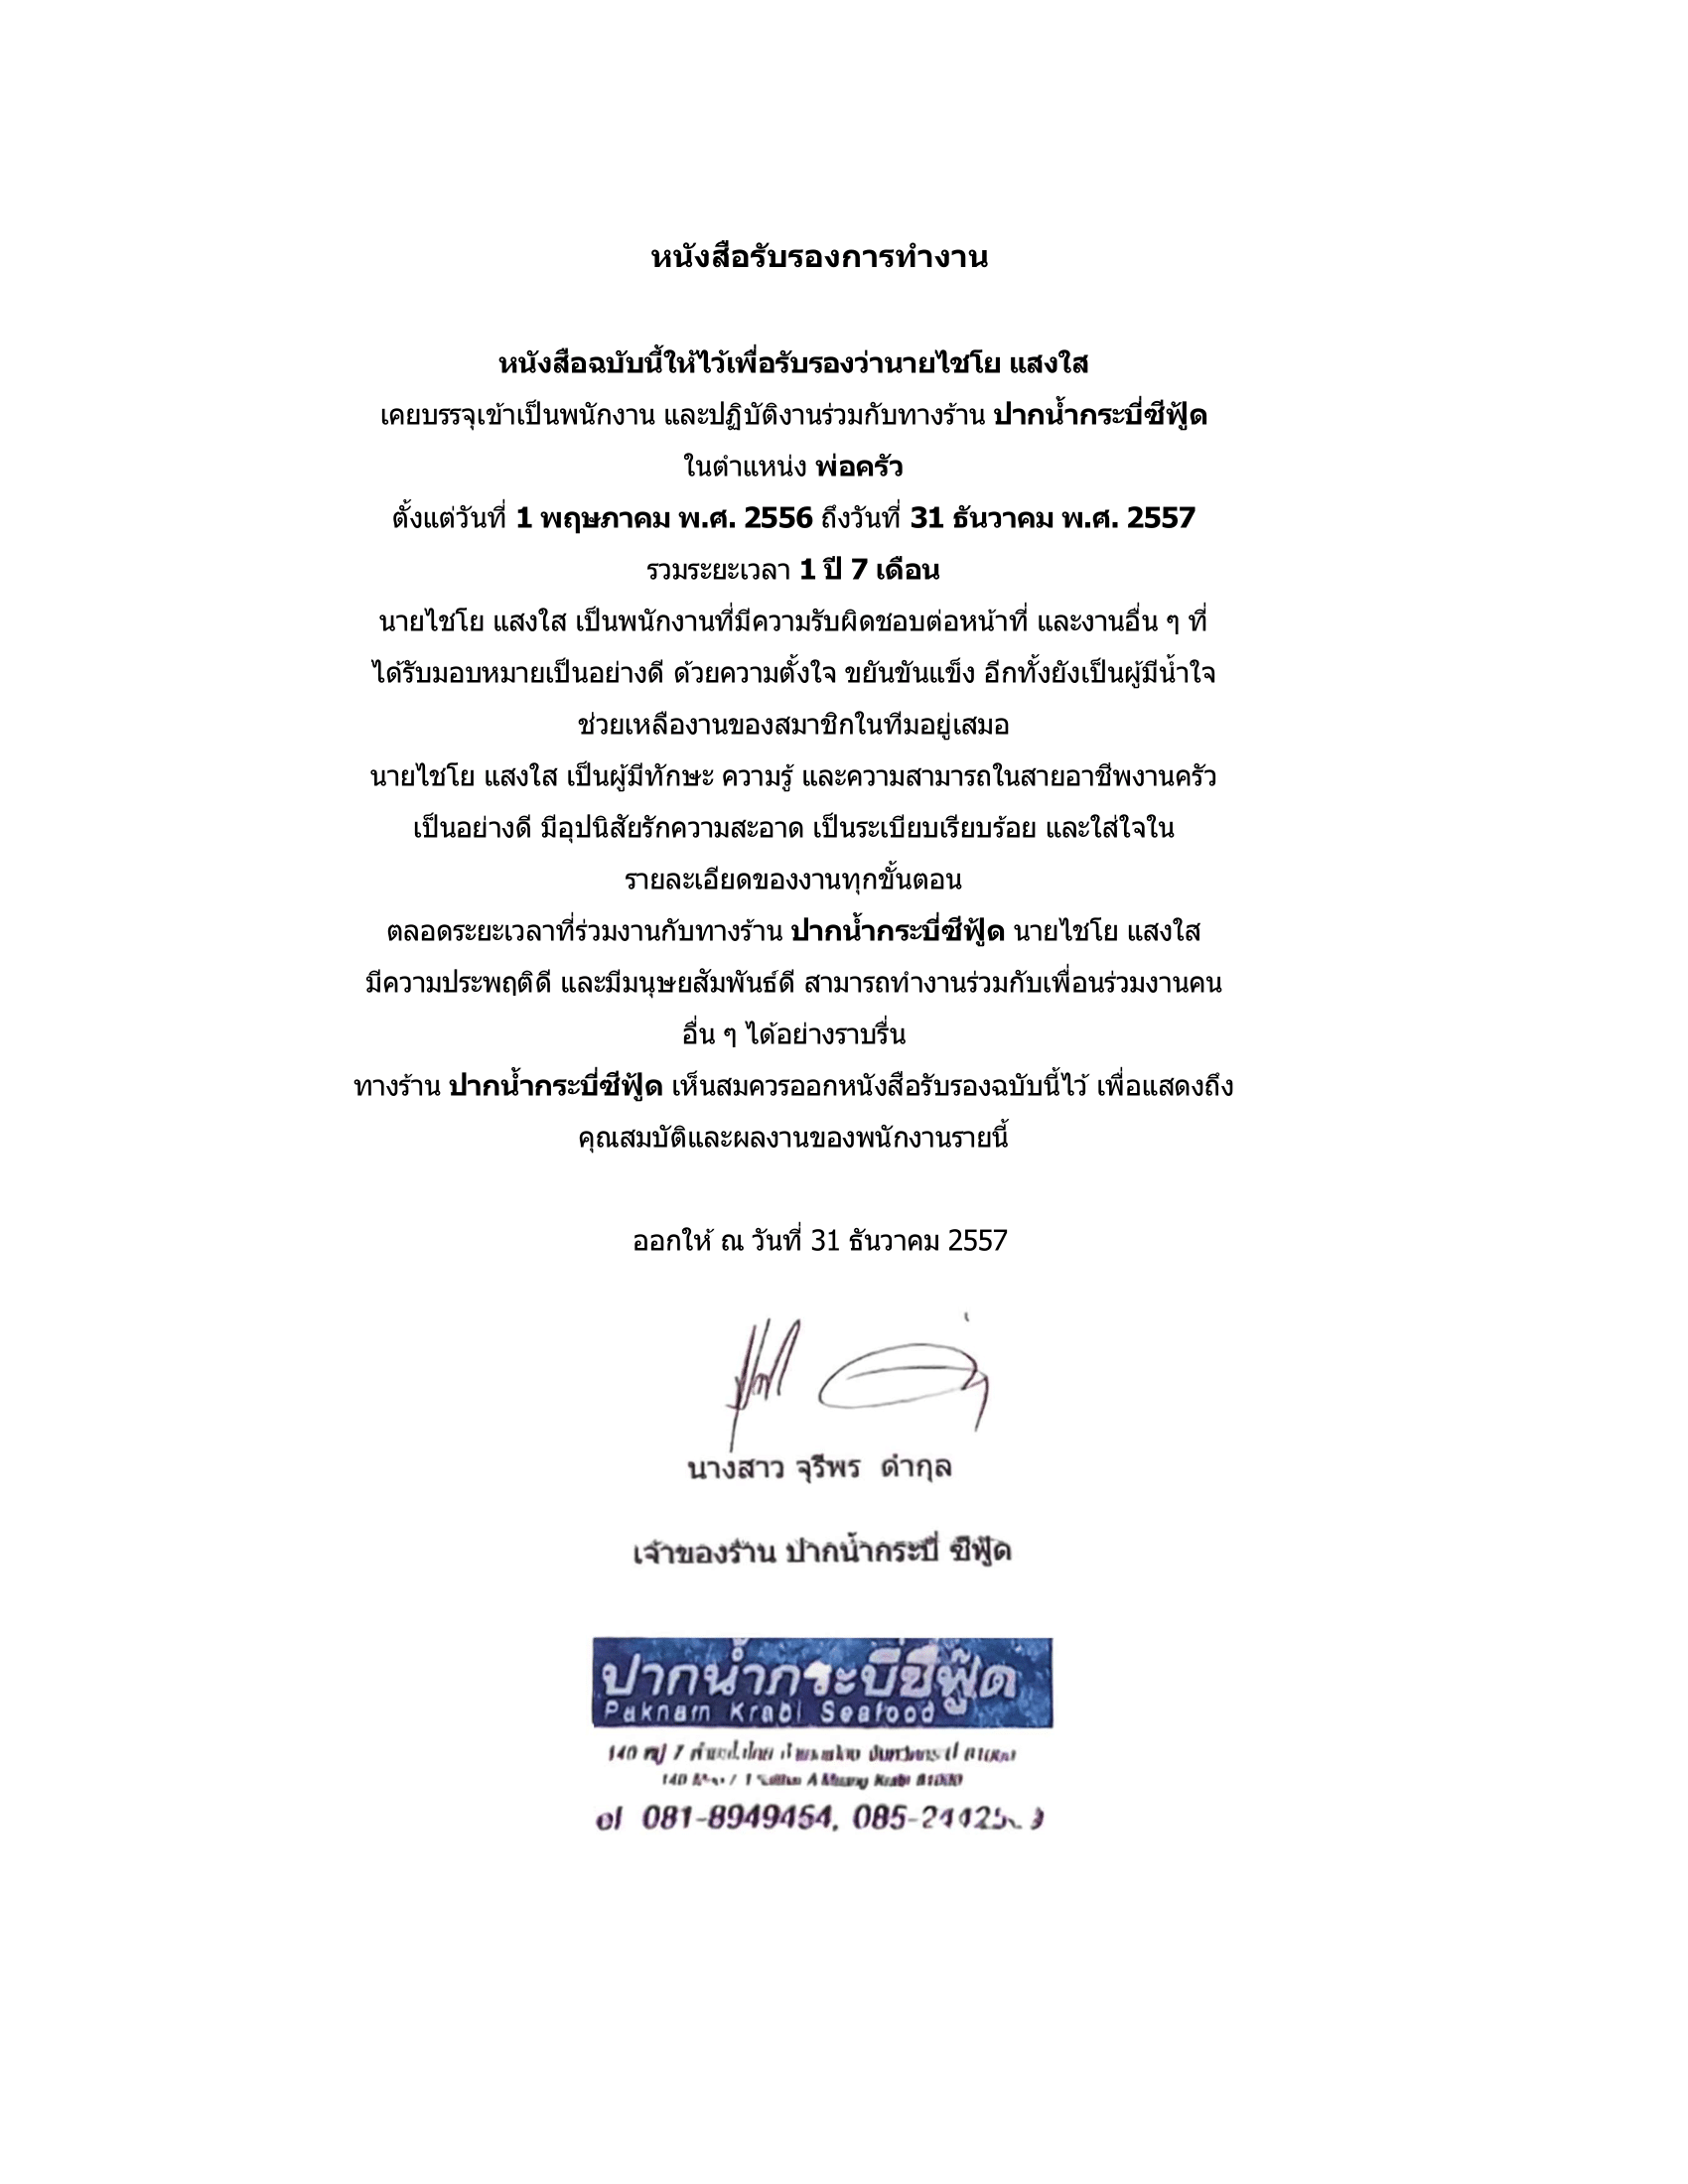 หนังสือรับรองการทำงาน
หนังสือฉบับนี้ให้ไว้เพื่อรับรองว่านายไชโย แสงใส
เคยบรรจุเข้าเป็นพนักงาน และปฏิบัติงานร่วมกับทางร้าน ปากน้ำกระบี่ซีฟู้ด
ในตำแหน่ง พ่อครัว
ตั้งแต่วันที่ 1 พฤษภาคม พ.ศ. 2556 ถึงวันที่ 31 ธันวาคม พ.ศ. 2557
รวมระยะเวลา 1 ปี 7 เดือน
นายไชโย แสงใส เป็นพนักงานที่มีความรับผิดชอบต่อหน้าที่ และงานอื่น ๆ ที่
ได้รับมอบหมายเป็นอย่างดี ด้วยความตั้งใจ ขยันขันแข็ง อีกทั้งยังเป็นผู้มีน้ำใจ
ช่วยเหลืองานของสมาชิกในทีมอยู่เสมอ
นายไชโย แสงใส เป็นผู้มีทักษะ ความรู้ และความสามารถในสายอาชีพงานครัว
เป็นอย่างดี มีอุปนิสัยรักความสะอาด เป็นระเบียบเรียบร้อย และใส่ใจใน
รายละเอียดของงานทุกขั้นตอน
ตลอดระยะเวลาที่ร่วมงานกับทางร้าน ปากน้ำกระบี่ซีฟู้ด นายไชโย แสงใส
มีความประพฤติดี และมีมนุษยสัมพันธ์ดี สามารถทำงานร่วมกับเพื่อนร่วมงานคน
อื่น ๆ ได้อย่างราบรื่น
ทางร้าน ปากน้ำกระบี่ซีฟู้ด เห็นสมควรออกหนังสือรับรองฉบับนี้ไว้ เพื่อแสดงถึง
คุณสมบัติและผลงานของพนักงานรายนี้
ออกให้ ณ วันที่ 31 ธันวาคม 2557
นางสาว จุรีพร ดำกุล
เจ้าของร้าน ปากน้ำกระบี่ ซีฟู้ด
ปากน้ำกระบี่ซีฟู้ด
Paknam Krabi Seafood
140 หมู่ 7
140 A Muang Krabi 81000
el 081-8949454,